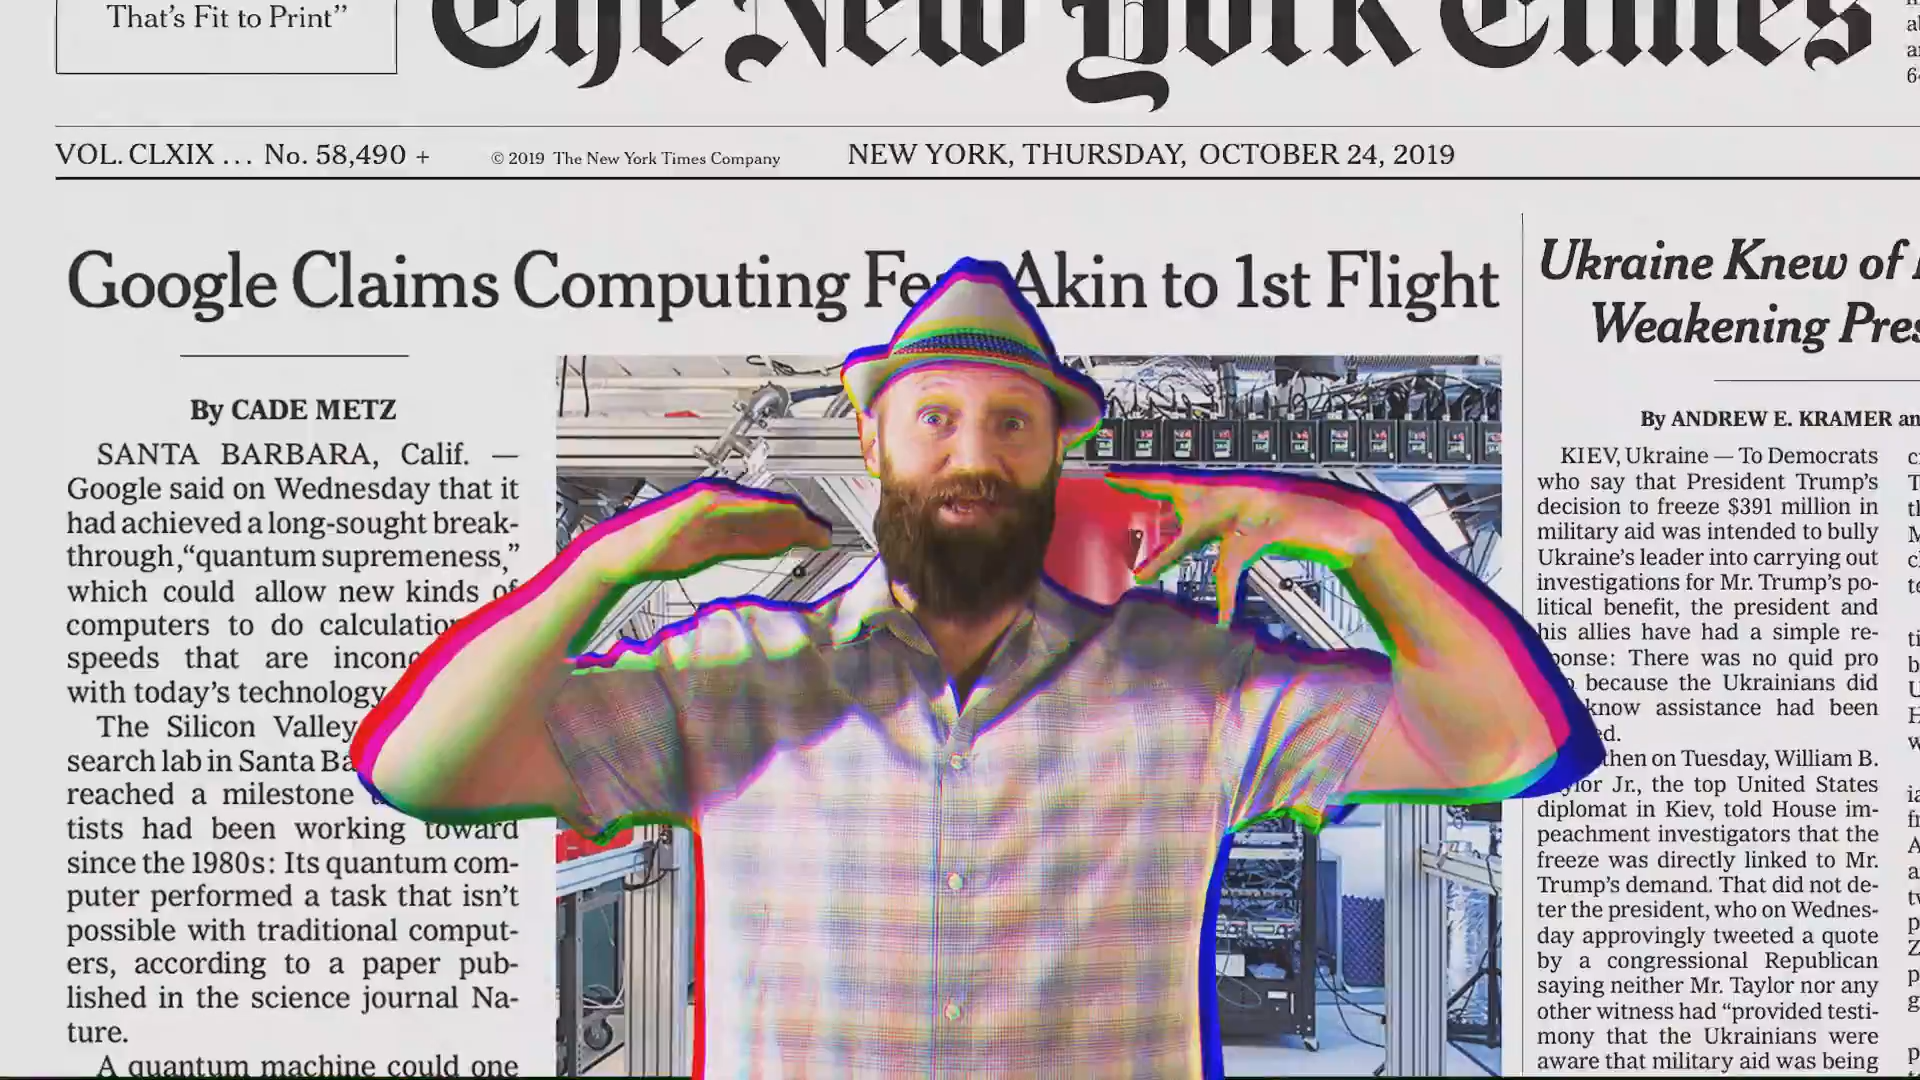 That's Fit to Print”
The New York Times
VOL. CLXIX . . . No. 58,490 +
© 2019 The New York Times Company
NEW YORK, THURSDAY, OCTOBER 24, 2019
Google Claims Computing Akin to 1st Flight
By CADE METZ
SANTA BARBARA, Calif. —
Google said on Wednesday that it
had achieved a long-sought break-
through, “quantum supremeness,”
which could allow new kinds of
computers to do
speeds that are
with today's technology
The Silicon Valley
search lab in Santa
reached a milestone
tists had been working toward
since the 1980s: Its quantum com-
puter performed a task that isn't
possible with traditional comput-
ers, according to a paper pub-
lished in the science journal Na-
ture.
A quantum machine could one
Ukraine Knew of
Weakening
By ANDREW E. KRAMER
KIEV, Ukraine — To Democrats
who say that President Trump's
decision to freeze $391 million in
military aid was intended to bully
Ukraine's leader into carrying out
investigations for Mr. Trump's po-
litical benefit, the president and
his allies have had a simple re-
ponse: There was no quid pro
because the Ukrainians did
know assistance had been
then on Tuesday, William B.
Jr., the top United States
diplomat in Kiev, told House im-
peachment investigators that the
freeze was directly linked to Mr.
Trump's demand. That did not de-
ter the president, who on Wednes-
day approvingly tweeted a quote
by a congressional Republican
saying neither Mr. Taylor nor any
other witness had “provided testi-
mony that the Ukrainians were
aware that military aid was being